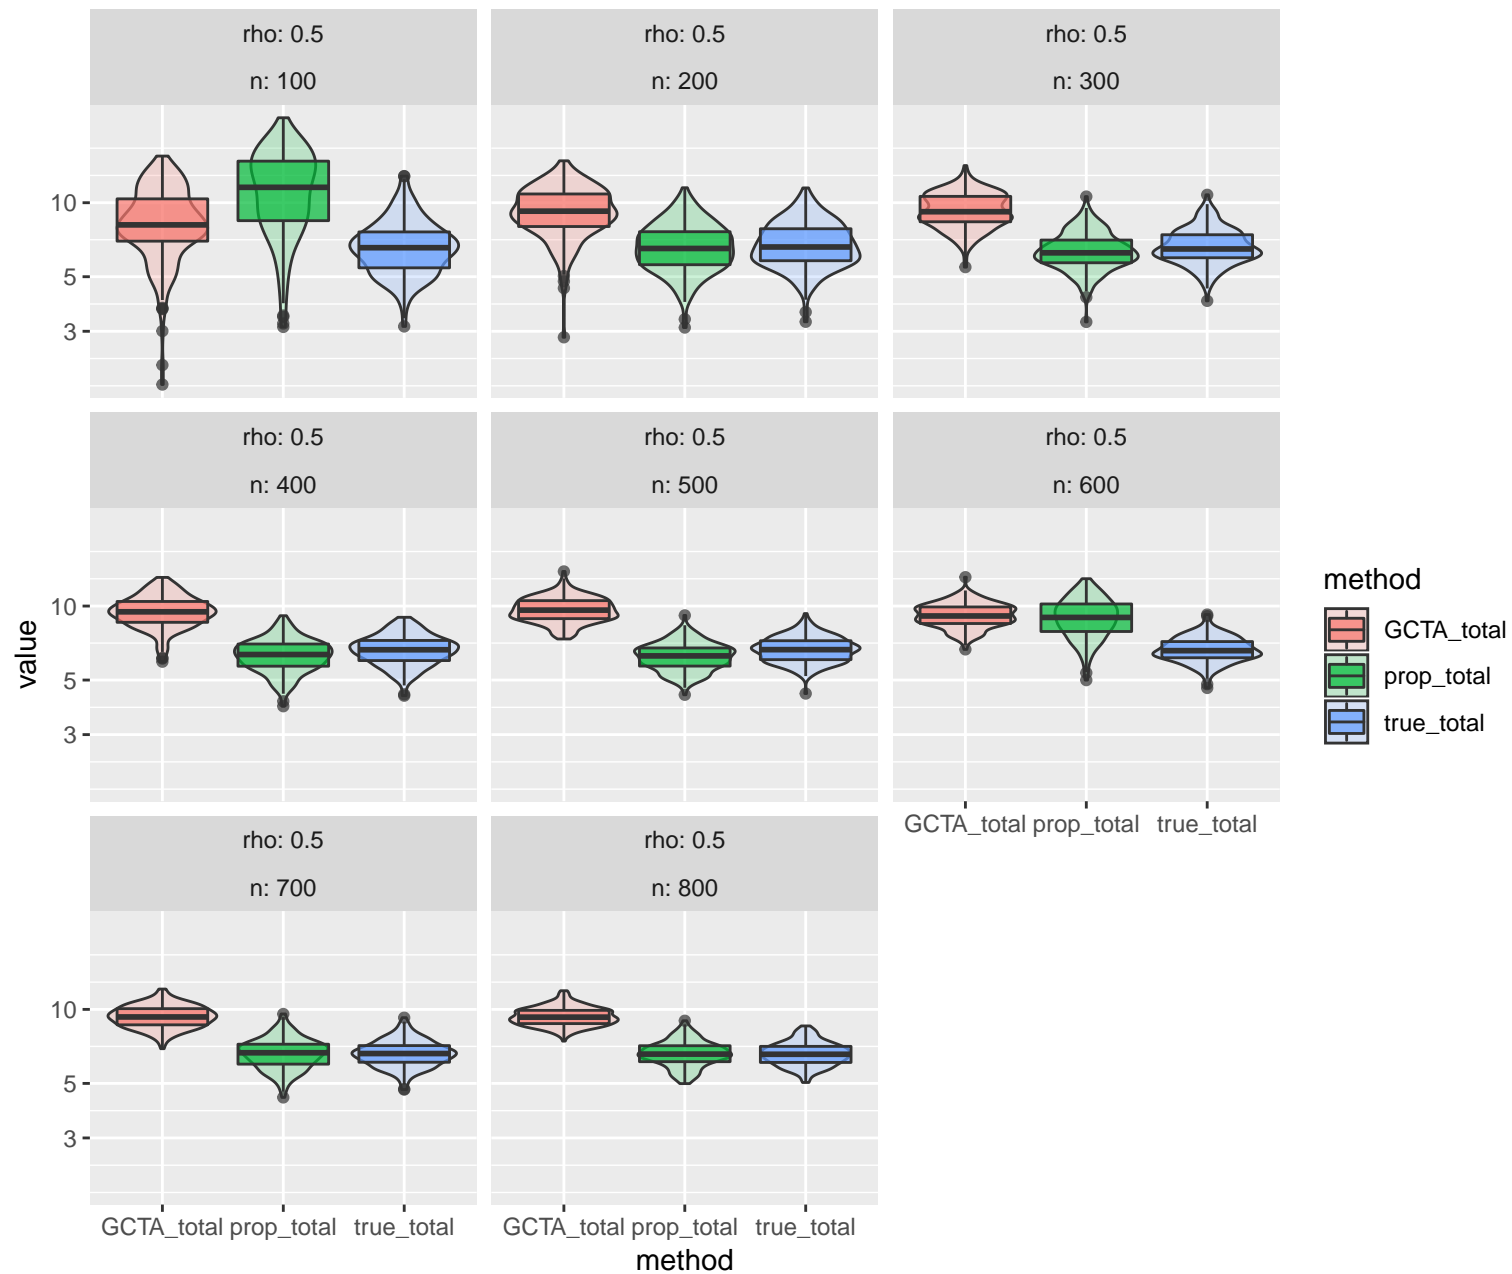 rho: 0.5
n: 100
rho: 0.5
n: 200
rho: 0.5
n: 300
10
5
3
rho: 0.5
n: 400
rho: 0.5
n: 500
rho: 0.5
n: 600
10
5
3
GCTA_total prop_total true_total
rho: 0.5
n: 700
rho: 0.5
n: 800
10
5
3
GCTA_total prop_total true_total
GCTA_total prop_total true_total
method
value
method
GCTA_total
prop_total
true_total